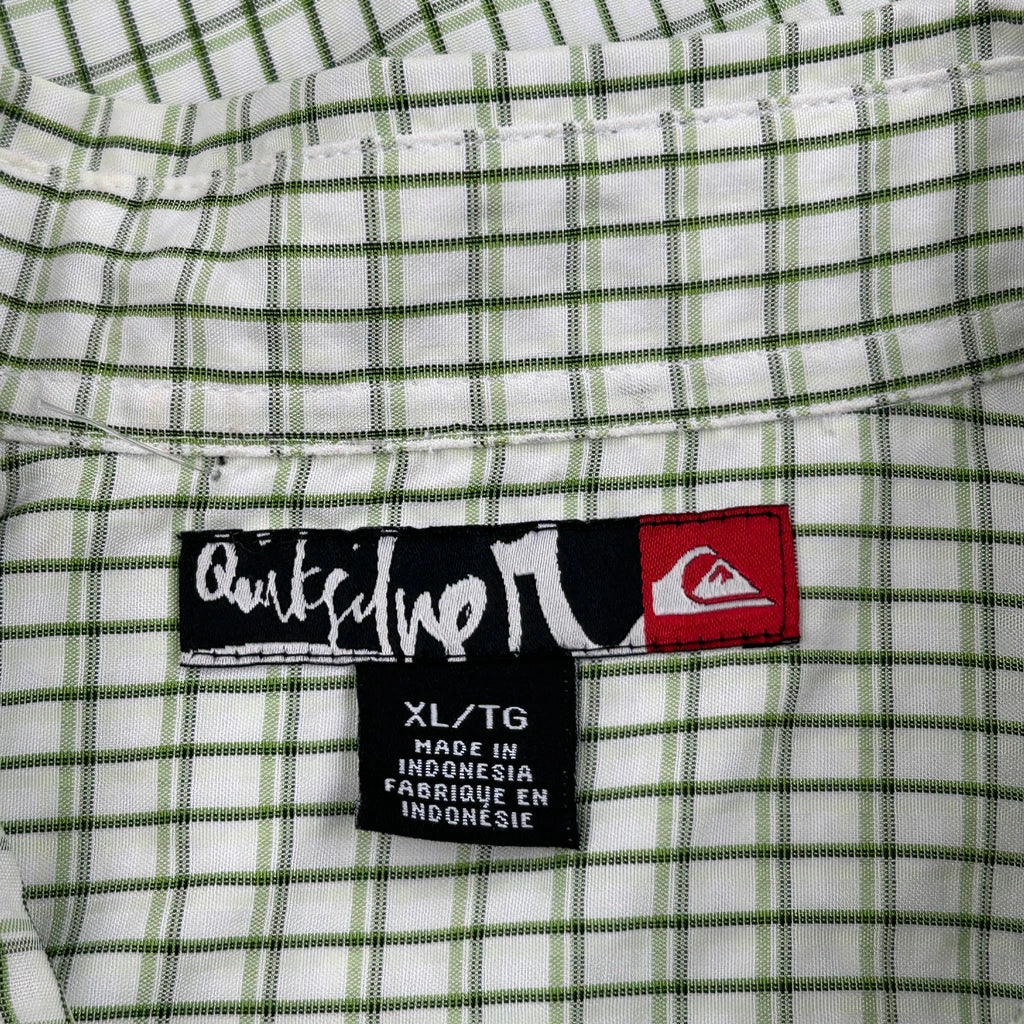 Quiksilver
XL/TG
MADE IN
INDONESIA
FABRIQUE EN
INDONÉSIE